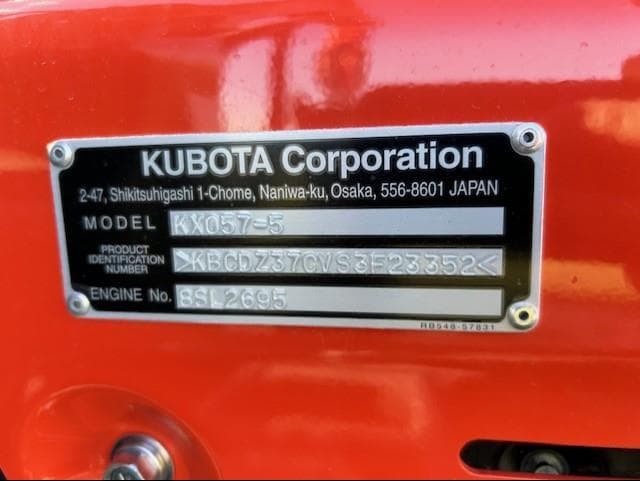 KUBOTA Corporation
2-47, Shikitsuhigashi 1-Chome, Naniwa-ku, Osaka, 556-8601 JAPAN
MODEL KX057-5
PRODUCT
IDENTIFICATION
NUMBER >KBCDZ37CVS3F23352<
ENGINE No. 8SL2695
RB548-57831